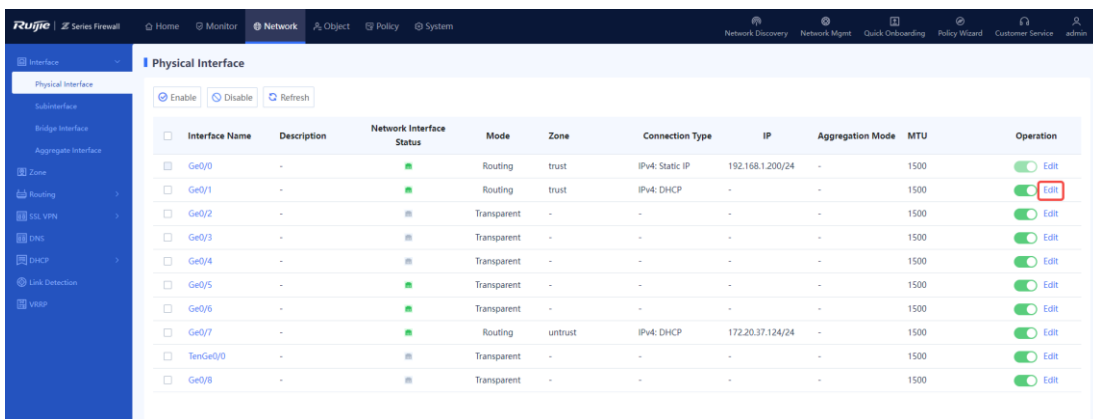 Ruijie | Z Series Firewall Home Monitor Network Object Policy System Network Discovery Network Mgmt Quick Onboarding Policy Wizard Customer Service admin
Interface
Physical Interface
Subinterface
Bridge Interface
Aggregate Interface
Zone
Routing
SSL VPN
DNS
DHCP
Link Detection
VRRP
Physical Interface
Enable Disable Refresh
Interface Name Description Network Interface Status Mode Zone Connection Type IP Aggregation Mode MTU Operation
Ge0/0 - Routing trust IPv4: Static IP 192.168.1.200/24 - 1500 Edit
Ge0/1 - Routing trust IPv4: DHCP - - 1500 Edit
Ge0/2 - Transparent - - - - 1500 Edit
Ge0/3 - Transparent - - - - 1500 Edit
Ge0/4 - Transparent - - - - 1500 Edit
Ge0/5 - Transparent - - - - 1500 Edit
Ge0/6 - Transparent - - - - 1500 Edit
Ge0/7 - Routing untrust IPv4: DHCP 172.20.37.124/24 - 1500 Edit
TenGe0/0 - Transparent - - - - 1500 Edit
Ge0/8 - Transparent - - - - 1500 Edit